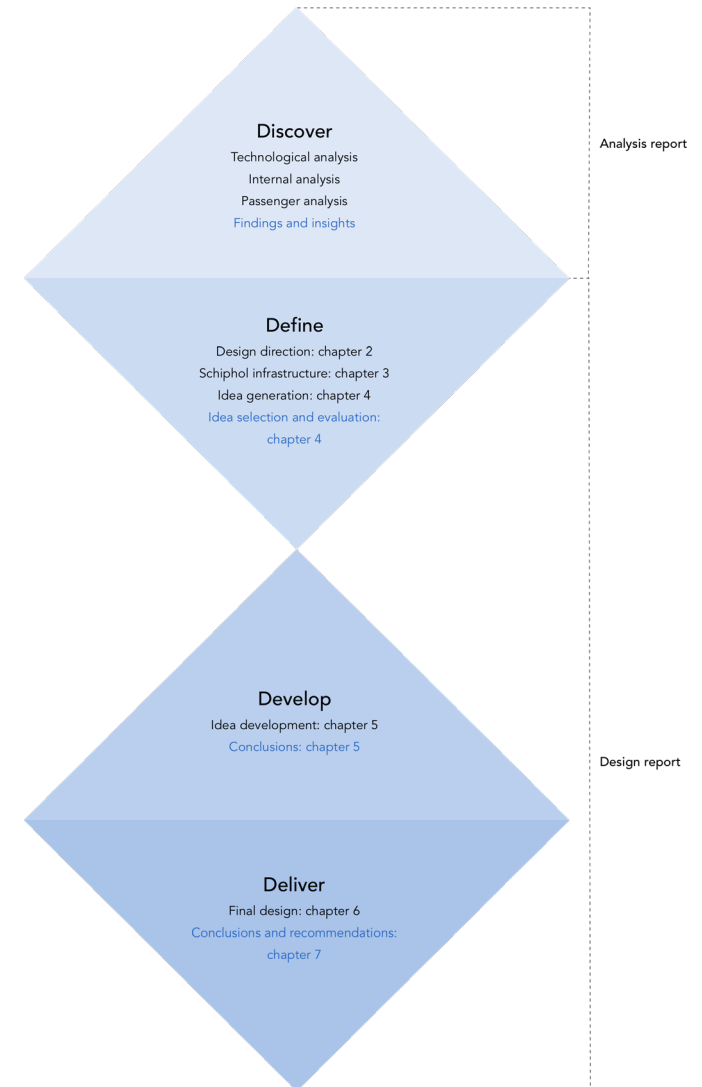 Discover
Technological analysis
Internal analysis
Passenger analysis
Findings and insights
Analysis report
Define
Design direction: chapter 2
Schiphol infrastructure: chapter 3
Idea generation: chapter 4
Idea selection and evaluation:
chapter 4
Develop
Idea development: chapter 5
Conclusions: chapter 5
Design report
Deliver
Final design: chapter 6
Conclusions and recommendations:
chapter 7